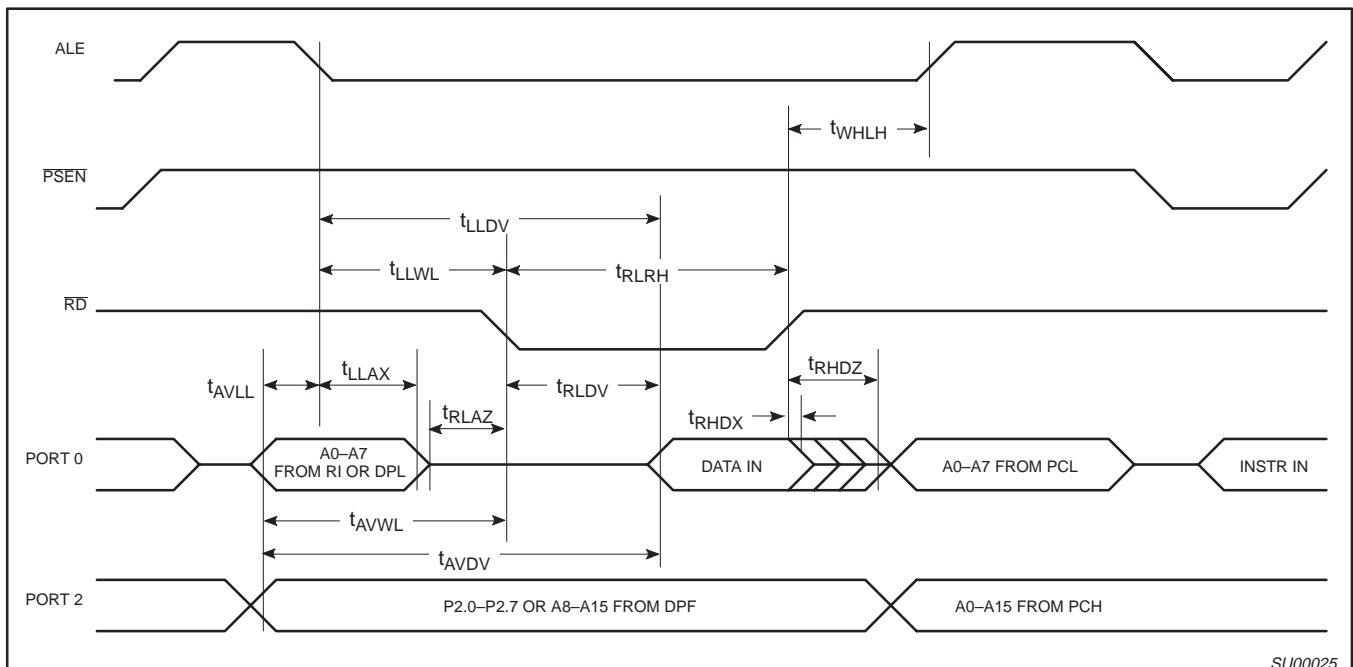 ALE
tWHLH
PSEN
tLLDV
tLLWL
tRLRH
RD
tAVLL
tLLAX
tRLDV
tRHDZ
tRLAZ
tRHDX
PORT 0
A0–A7
FROM RI OR DPL
DATA IN
A0–A7 FROM PCL
INSTR IN
tAVWL
tAVDV
PORT 2
P2.0–P2.7 OR A8–A15 FROM DPF
A0–A15 FROM PCH
SU00025